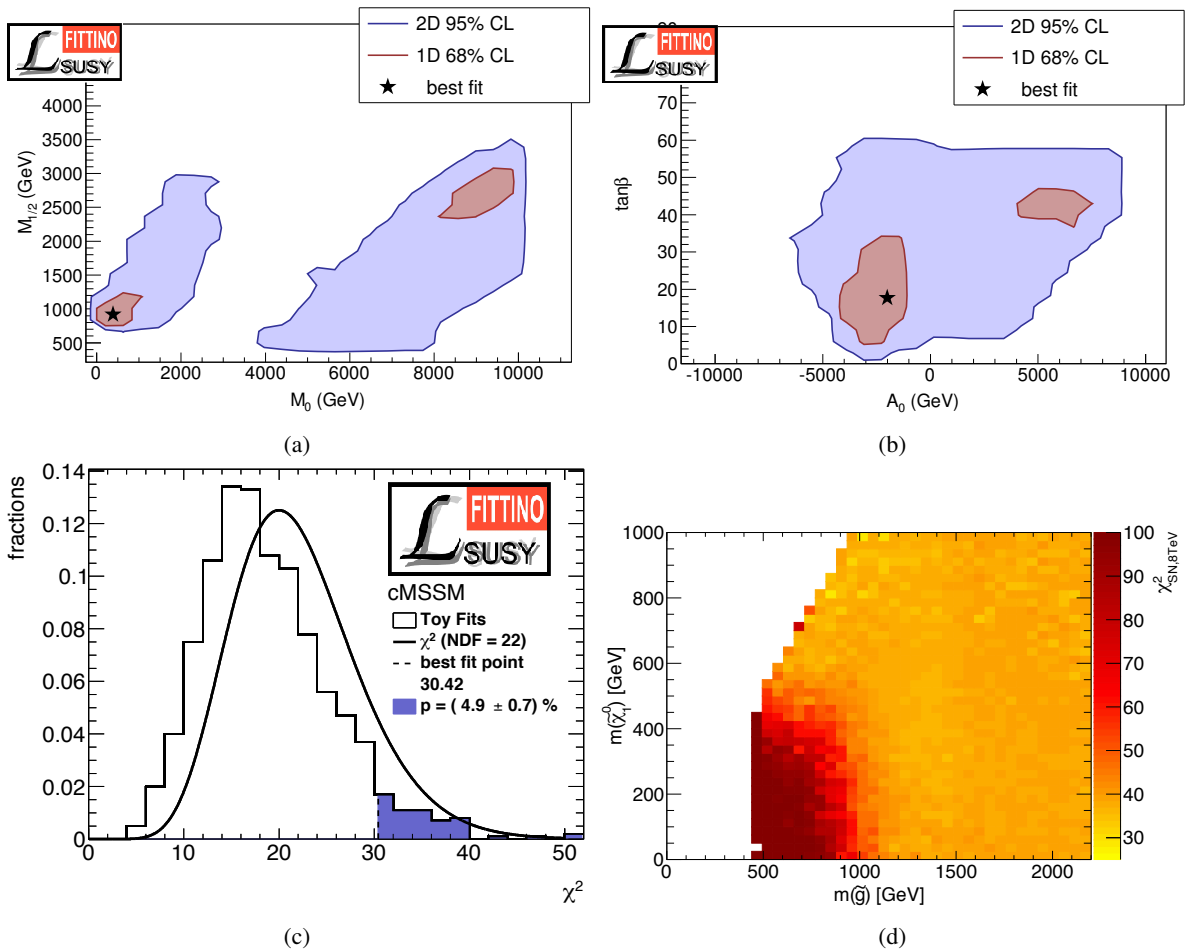 FITTINO
SUSY
2D 95% CL
1D 68% CL
best fit
M1/2 (GeV)
4000
3500
3000
2500
2000
1500
1000
500
0 2000 4000 6000 8000 10000
M0 (GeV)
(a)
FITTINO
SUSY
2D 95% CL
1D 68% CL
best fit
tanβ
80
70
60
50
40
30
20
10
0
-10000 -5000 0 5000 10000
A0 (GeV)
(b)
fractions
0.14
0.12
0.1
0.08
0.06
0.04
0.02
0
0 10 20 30 40 50
χ²
FITTINO
SUSY
cMSSM
Toy Fits
χ² (NDF = 22)
best fit point
30.42
p = ( 4.9 ± 0.7) %
(c)
m(χ̃⁰₁) [GeV]
1000
800
600
400
200
0
0 500 1000 1500 2000
m(g̃) [GeV]
100
90
80
70
60
50
40
30
χ²SN,8TeV
(d)